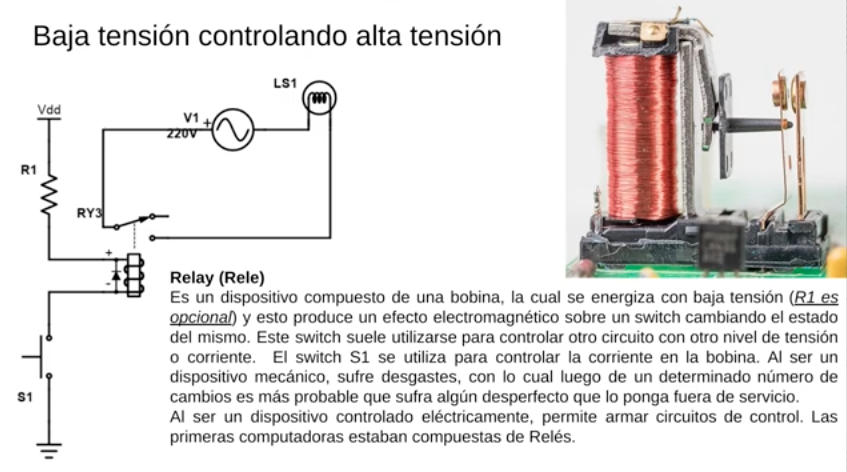 Baja tensión controlando alta tensión
LS1
Vdd
V1 +
220V
R1
RY3
+
-
Relay (Rele)
Es un dispositivo compuesto de una bobina, la cual se energiza con baja tensión (R1 es
opcional) y esto produce un efecto electromagnético sobre un switch cambiando el estado
del mismo. Este switch suele utilizarse para controlar otro circuito con otro nivel de tensión
o corriente. El switch S1 se utiliza para controlar la corriente en la bobina. Al ser un
dispositivo mecánico, sufre desgastes, con lo cual luego de un determinado número de
cambios es más probable que sufra algún desperfecto que lo ponga fuera de servicio.
Al ser un dispositivo controlado eléctricamente, permite armar circuitos de control. Las
primeras computadoras estaban compuestas de Relés.
S1